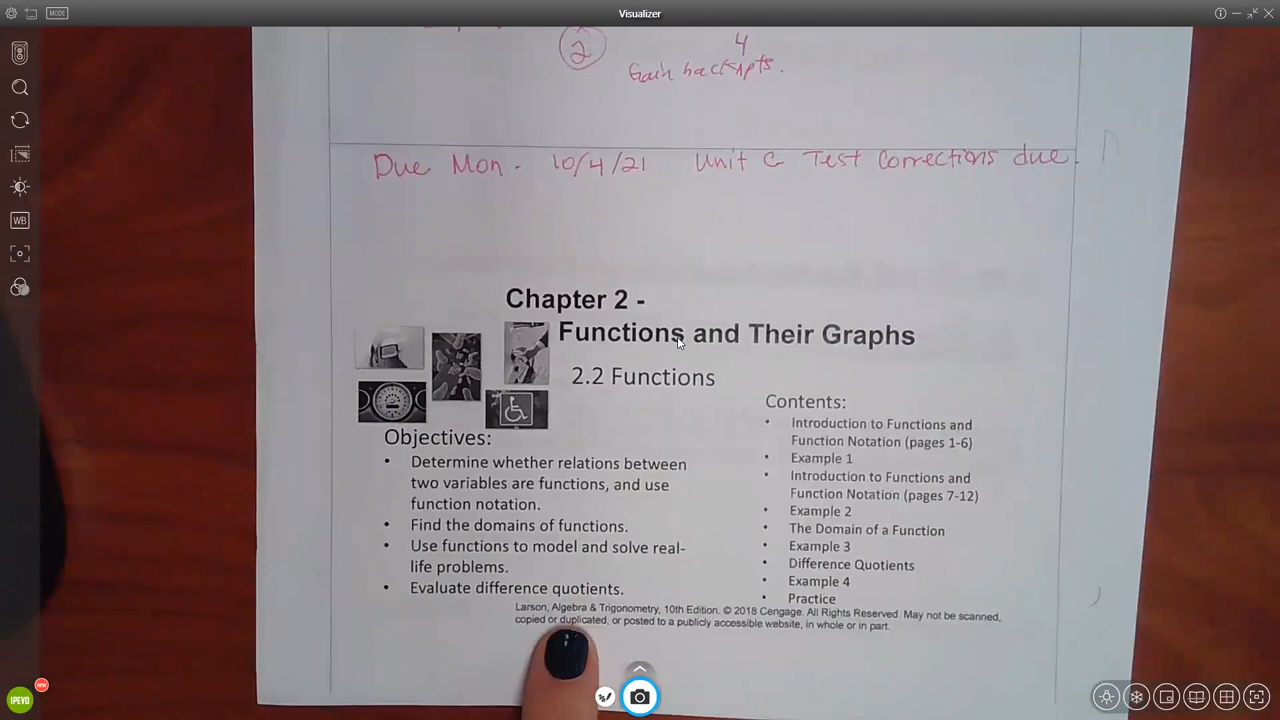 MODE
Visualizer
2
4
Gain back pts.
Due Mon - 10/4/21 Unit C Test Corrections due.
WB
Chapter 2 -
Functions and Their Graphs
2.2 Functions
Objectives:
• Determine whether relations between
two variables are functions, and use
function notation.
• Find the domains of functions.
• Use functions to model and solve real-
life problems.
• Evaluate difference quotients.
Contents:
• Introduction to Functions and
Function Notation (pages 1-6)
• Example 1
• Introduction to Functions and
Function Notation (pages 7-12)
• Example 2
• The Domain of a Function
• Example 3
• Difference Quotients
• Example 4
• Practice
Larson, Algebra & Trigonometry, 10th Edition. © 2018 Cengage. All Rights Reserved. May not be scanned,
copied or duplicated, or posted to a publicly accessible website, in whole or in part.
IPEVO
new